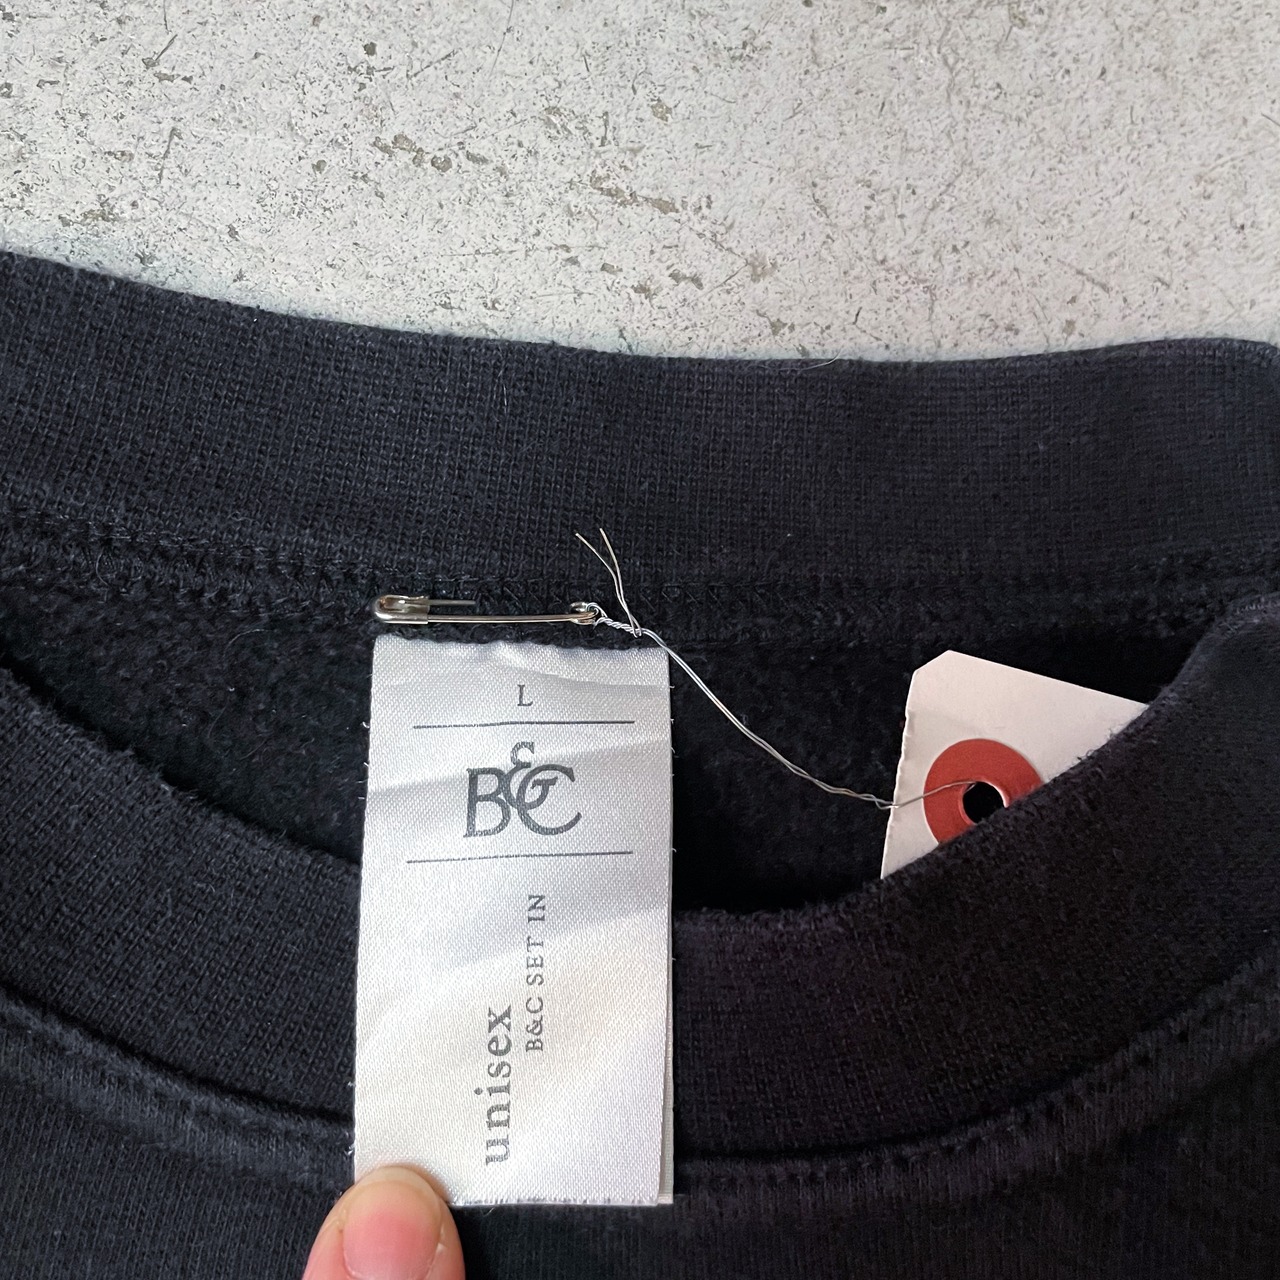 L
B&C
unisex
B&C SET IN